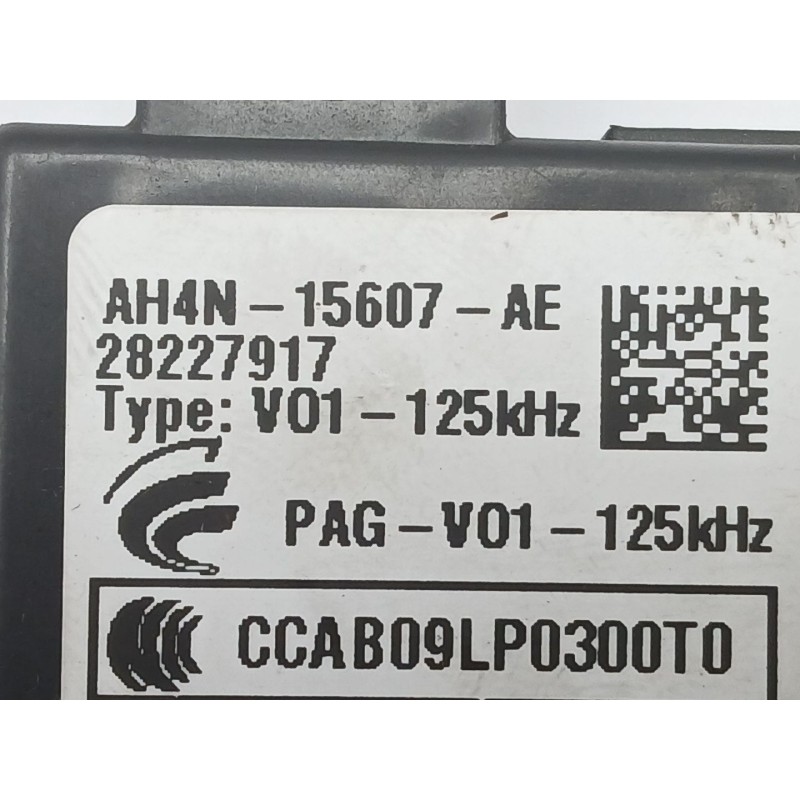 AH4N-15607-AE
28227917
Type: V01-125kHz
PAG-V01-125kHz
CCAB09LP0300T0